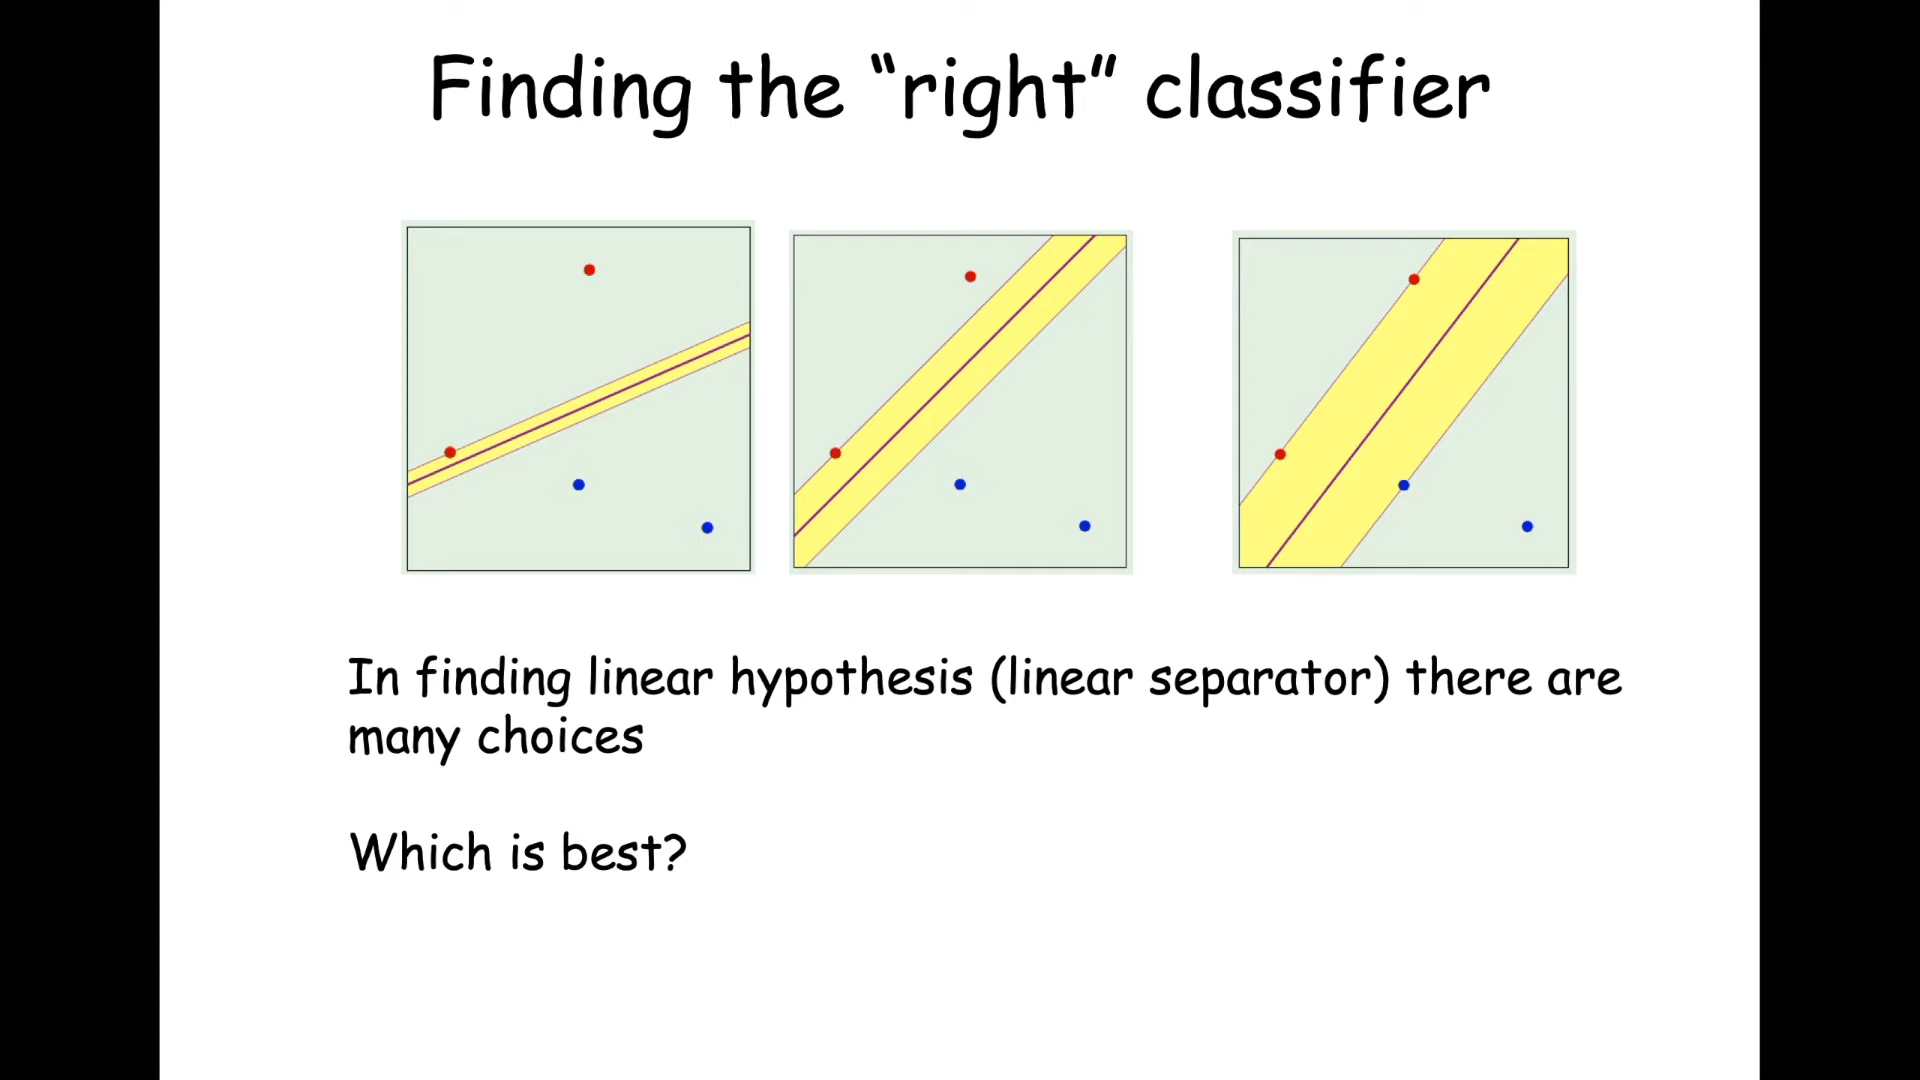 Finding the “right” classifier
In finding linear hypothesis (linear separator) there are
many choices
Which is best?